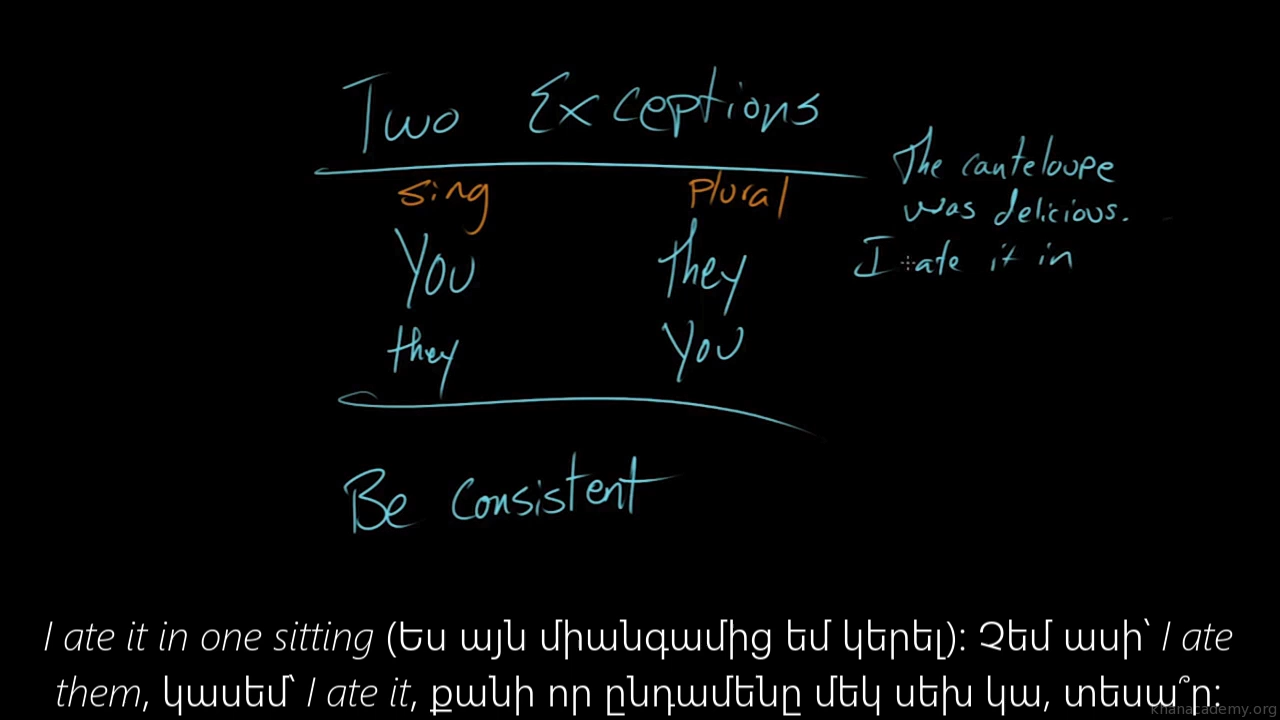 Two Exceptions
sing
plural
You
they
they
you
Be consistent
The canteloupe
was delicious.
I ate it in
I ate it in one sitting (Ես այն միանգամից եմ կերել): Չեմ ասի՝ I ate
them, կասեմ՝ I ate it, քանի որ ընդամենը մեկ սեխ կա, տեսա՞ր:
khanacademy.org